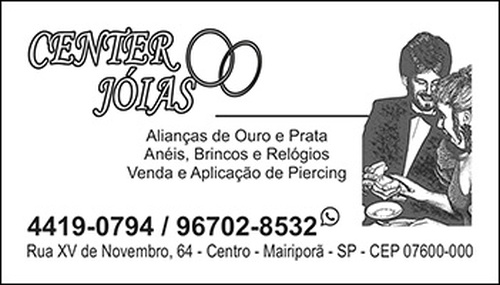 CENTER
JÓIAS
Alianças de Ouro e Prata
Anéis, Brincos e Relógios
Venda e Aplicação de Piercing
4419-0794 / 96702-8532
Rua XV de Novembro, 64 - Centro - Mairiporã - SP - CEP 07600-000